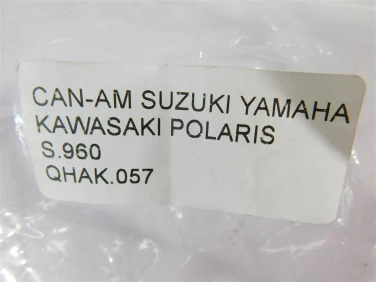 CAN-AM SUZUKI YAMAHA
KAWASAKI POLARIS
S.960
QHAK.057